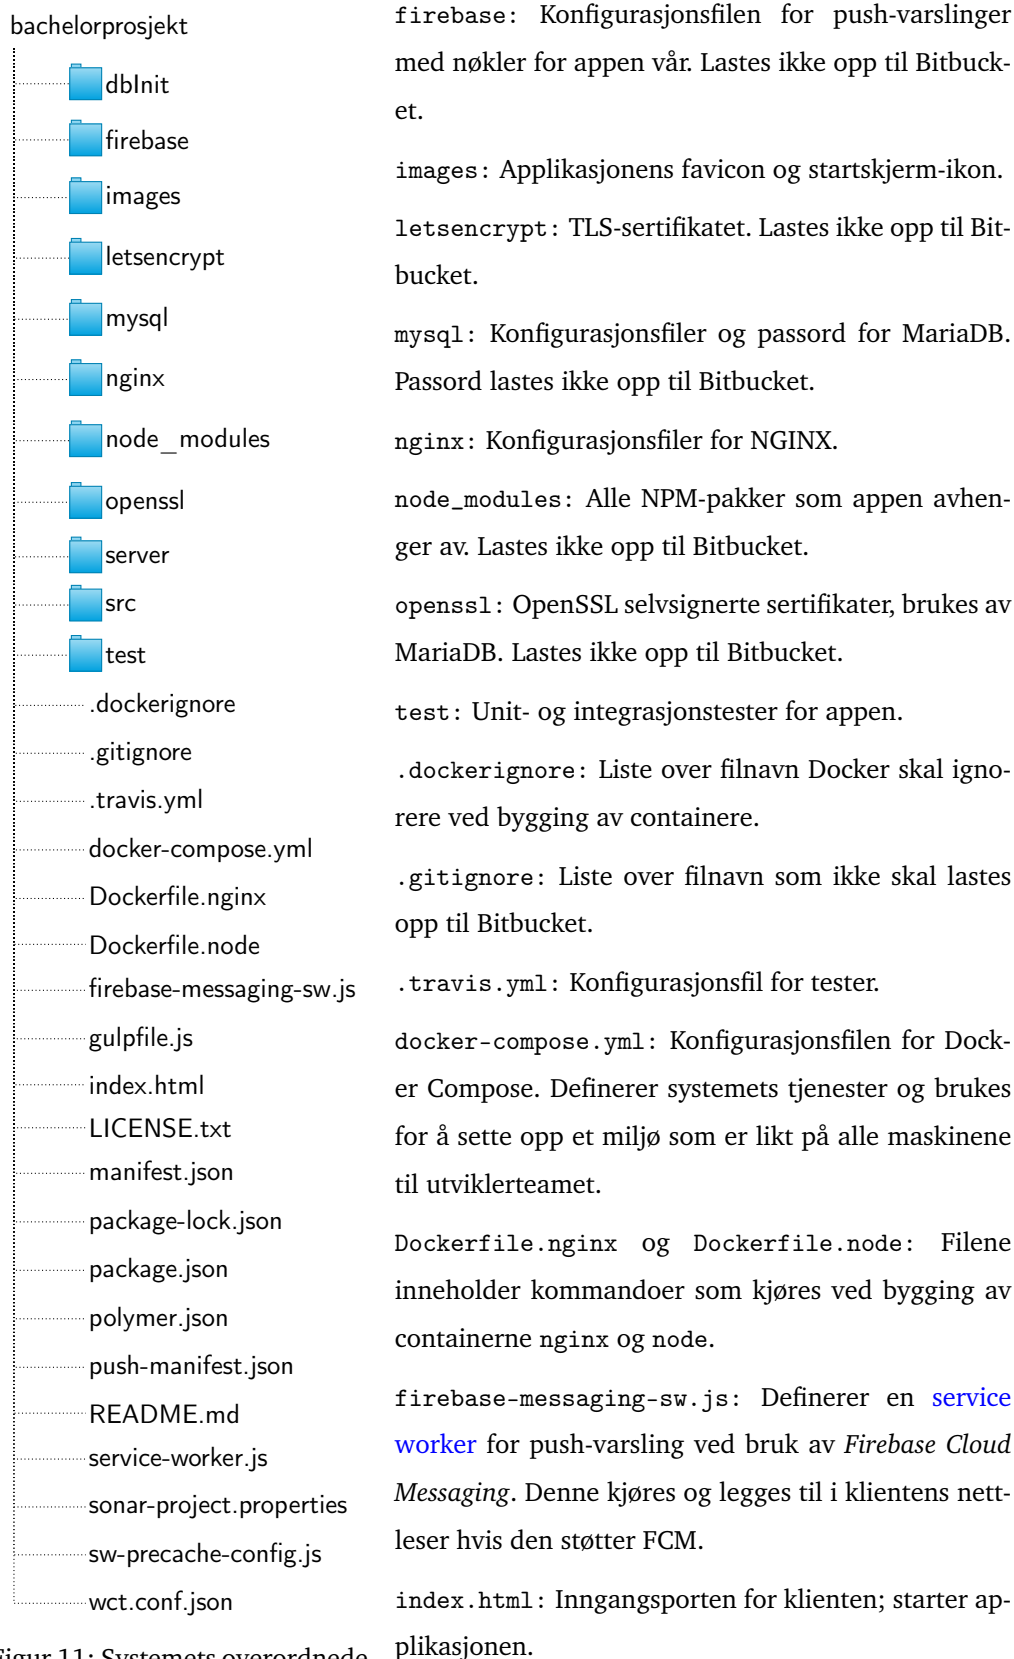 bachelorprosjekt
dbInit
firebase
images
letsencrypt
mysql
nginx
node_modules
openssl
server
src
test
.dockerignore
.gitignore
.travis.yml
docker-compose.yml
Dockerfile.nginx
Dockerfile.node
firebase-messaging-sw.js
gulpfile.js
index.html
LICENSE.txt
manifest.json
package-lock.json
package.json
polymer.json
push-manifest.json
README.md
service-worker.js
sonar-project.properties
sw-precache-config.js
wct.conf.json
Figur 11: Systemets overordnede
firebase: Konfigurasjonsfilen for push-varslinger
med nøkler for appen vår. Lastes ikke opp til Bitbuck-
et.
images: Applikasjonens favicon og startskjerm-ikon.
letsencrypt: TLS-sertifikatet. Lastes ikke opp til Bit-
bucket.
mysql: Konfigurasjonsfiler og passord for MariaDB.
Passord lastes ikke opp til Bitbucket.
nginx: Konfigurasjonsfiler for NGINX.
node_modules: Alle NPM-pakker som appen avhen-
ger av. Lastes ikke opp til Bitbucket.
openssl: OpenSSL selvsignerte sertifikater, brukes av
MariaDB. Lastes ikke opp til Bitbucket.
test: Unit- og integrasjonstester for appen.
.dockerignore: Liste over filnavn Docker skal igno-
rere ved bygging av containere.
.gitignore: Liste over filnavn som ikke skal lastes
opp til Bitbucket.
.travis.yml: Konfigurasjonsfil for tester.
docker-compose.yml: Konfigurasjonsfilen for Dock-
er Compose. Definerer systemets tjenester og brukes
for å sette opp et miljø som er likt på alle maskinene
til utviklerteamet.
Dockerfile.nginx og Dockerfile.node: Filene
inneholder kommandoer som kjøres ved bygging av
containerne nginx og node.
firebase-messaging-sw.js: Definerer en service
worker for push-varsling ved bruk av Firebase Cloud
Messaging. Denne kjøres og legges til i klientens nett-
leser hvis den støtter FCM.
index.html: Inngangsporten for klienten; starter ap-
plikasjonen.